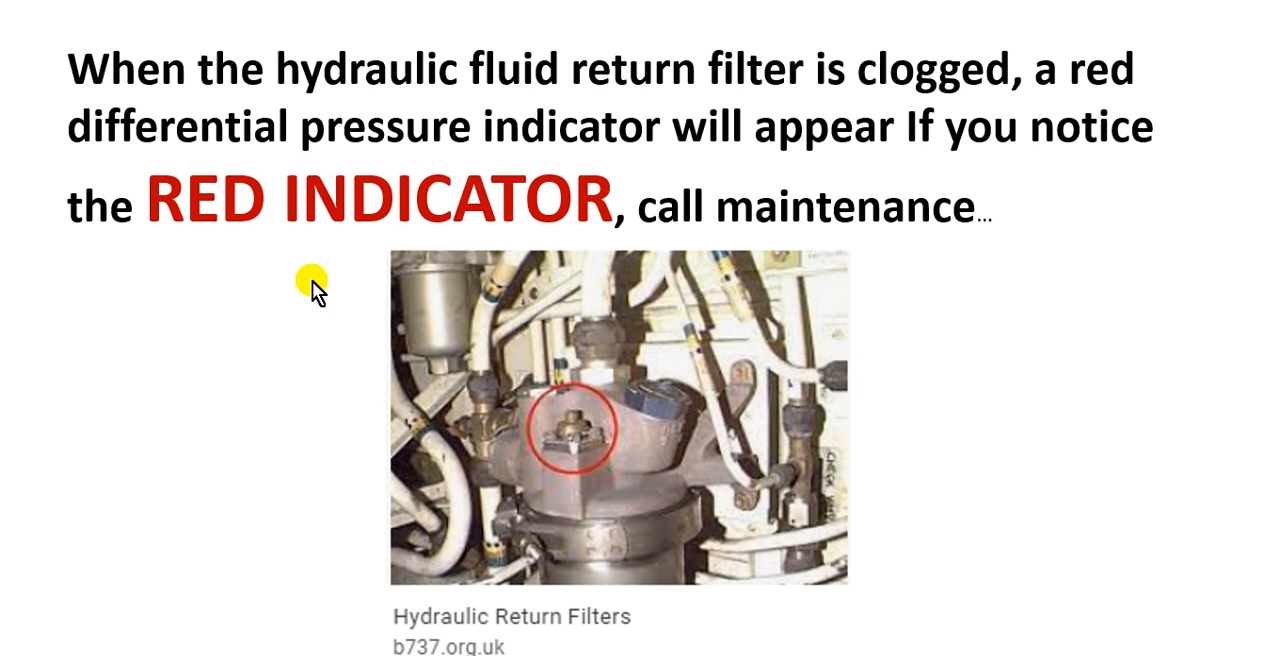 When the hydraulic fluid return filter is clogged, a red
differential pressure indicator will appear If you notice
the RED INDICATOR, call maintenance...
CHECK
Hydraulic Return Filters
b737.org.uk